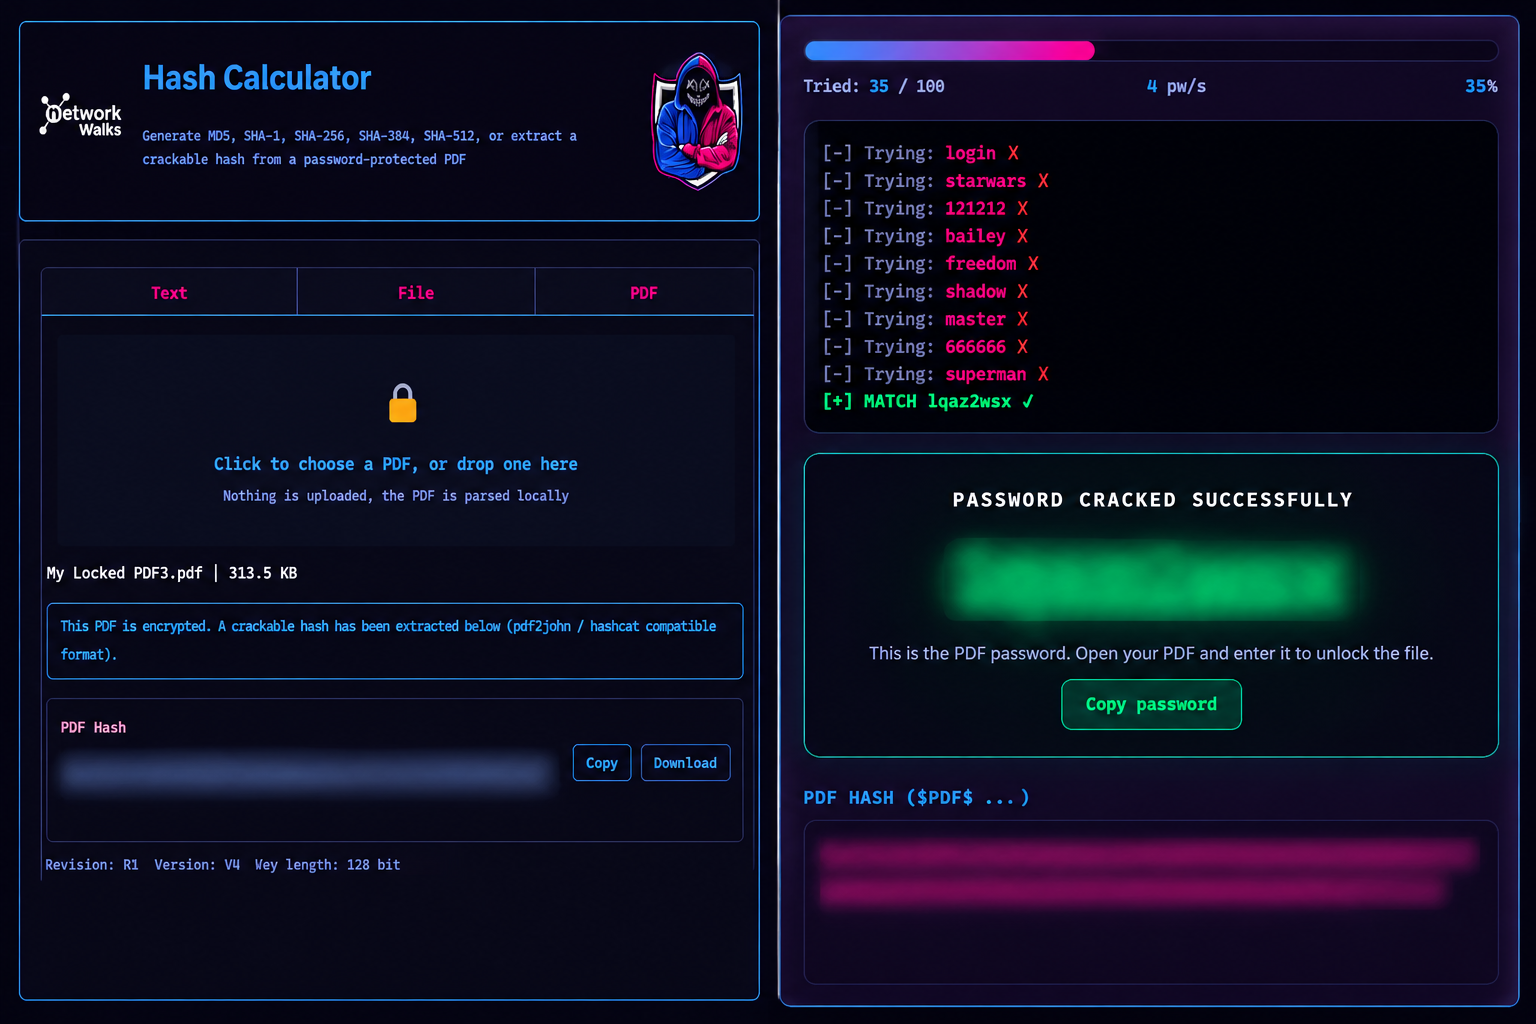 network
Walks
Hash Calculator
Generate MD5, SHA-1, SHA-256, SHA-384, SHA-512, or extract a
crackable hash from a password-protected PDF
Text
File
PDF
Click to choose a PDF, or drop one here
Nothing is uploaded, the PDF is parsed locally
My Locked PDF3.pdf | 313.5 KB
This PDF is encrypted. A crackable hash has been extracted below (pdf2john / hashcat compatible
format).
PDF Hash
Copy
Download
Revision: R1 Version: V4 Wey length: 128 bit
Tried: 35 / 100
4 pw/s
35%
[-] Trying: login X
[-] Trying: starwars X
[-] Trying: 121212 X
[-] Trying: bailey X
[-] Trying: freedom X
[-] Trying: shadow X
[-] Trying: master X
[-] Trying: 666666 X
[-] Trying: superman X
[+] MATCH 1qaz2wsx ✓
PASSWORD CRACKED SUCCESSFULLY
This is the PDF password. Open your PDF and enter it to unlock the file.
Copy password
PDF HASH ($PDF$ ...)